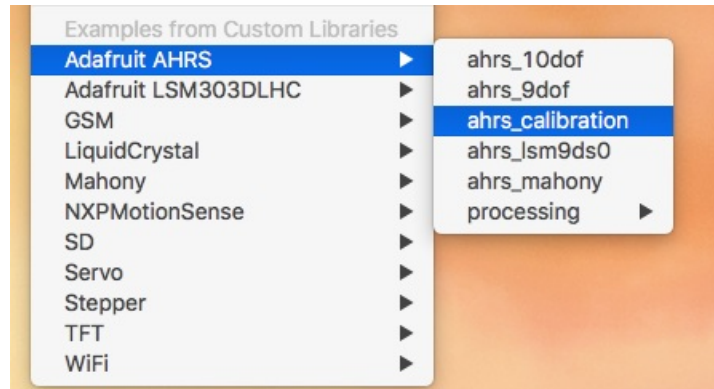 Examples from Custom Libraries
Adafruit AHRS
Adafruit LSM303DLHC
GSM
LiquidCrystal
Mahony
NXPMotionSense
SD
Servo
Stepper
TFT
WiFi
ahrs_10dof
ahrs_9dof
ahrs_calibration
ahrs_lsm9ds0
ahrs_mahony
processing